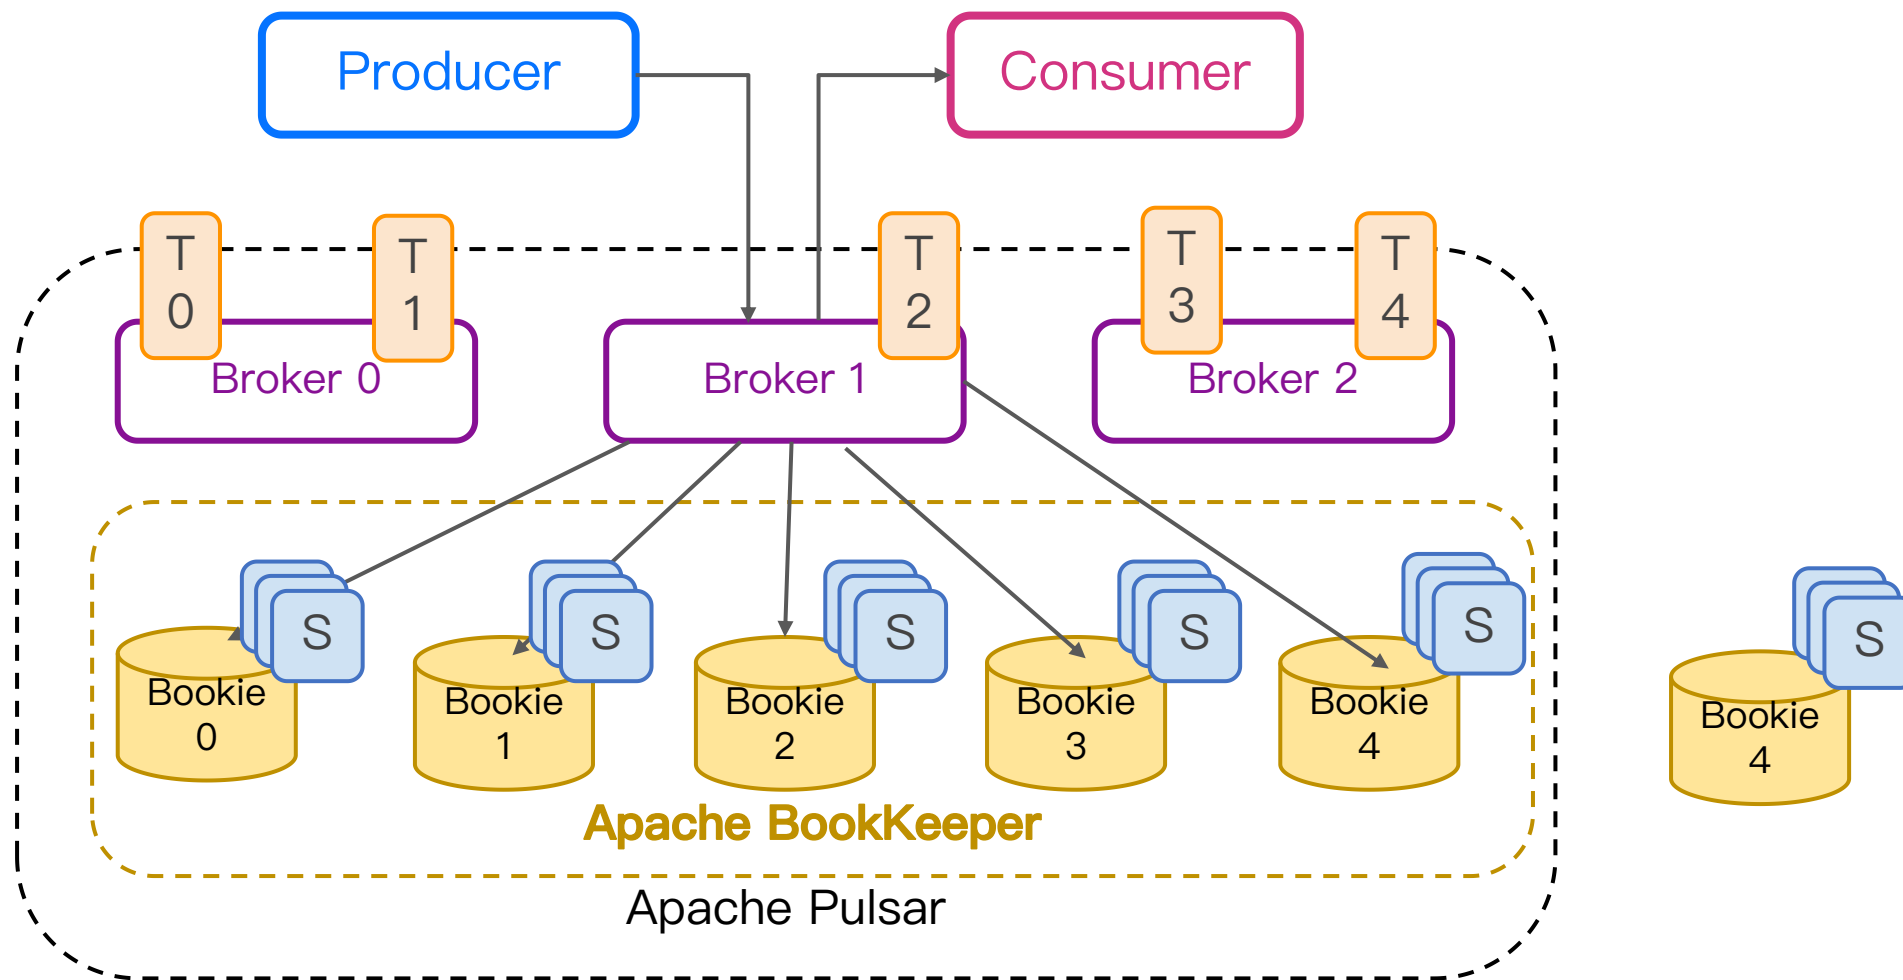 Producer
Consumer
T
0
T
1
T
2
T
3
T
4
Broker 0
Broker 1
Broker 2
S
S
S
S
S
S
Bookie
0
Bookie
1
Bookie
2
Bookie
3
Bookie
4
Bookie
4
Apache BookKeeper
Apache Pulsar